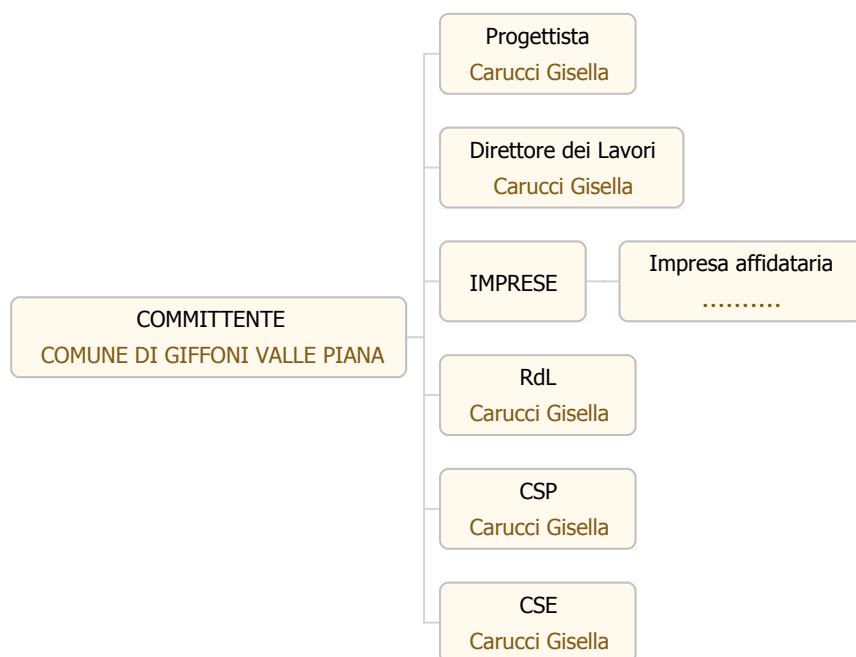 COMMITTENTE
COMUNE DI GIFFONI VALLE PIANA
Progettista
Carucci Gisella
Direttore dei Lavori
Carucci Gisella
IMPRESE
Impresa affidataria
..........
RdL
Carucci Gisella
CSP
Carucci Gisella
CSE
Carucci Gisella